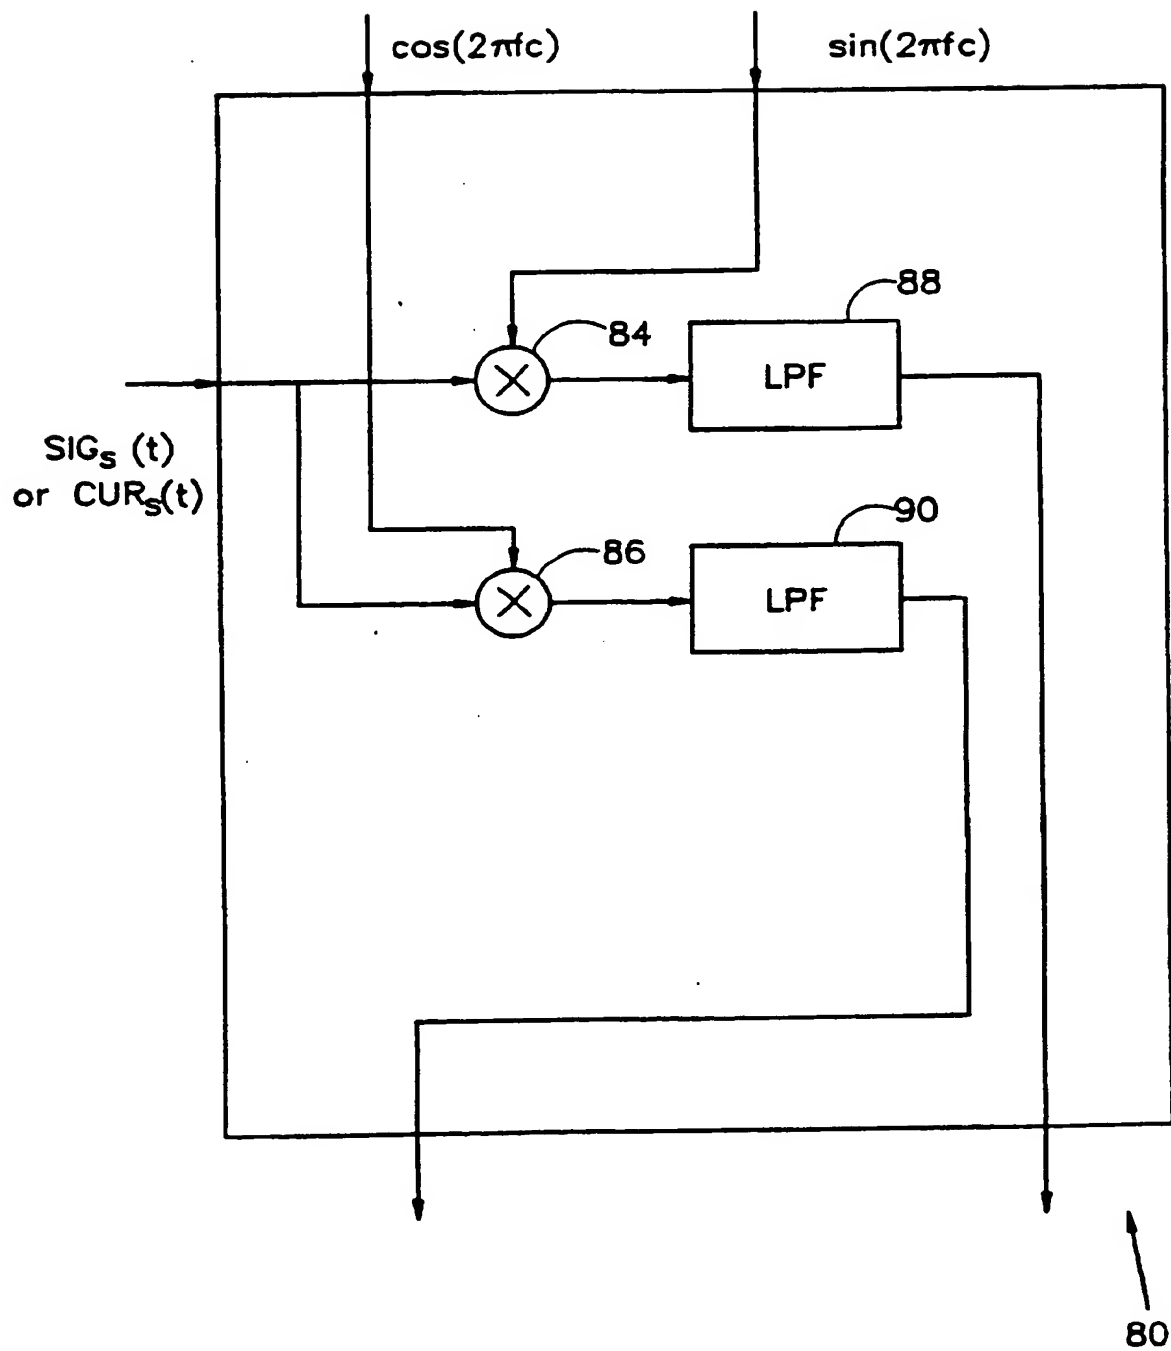 cos(2πfc)
sin(2πfc)
88
84
LPF
SIGS (t)
or CURS(t)
90
86
LPF
80